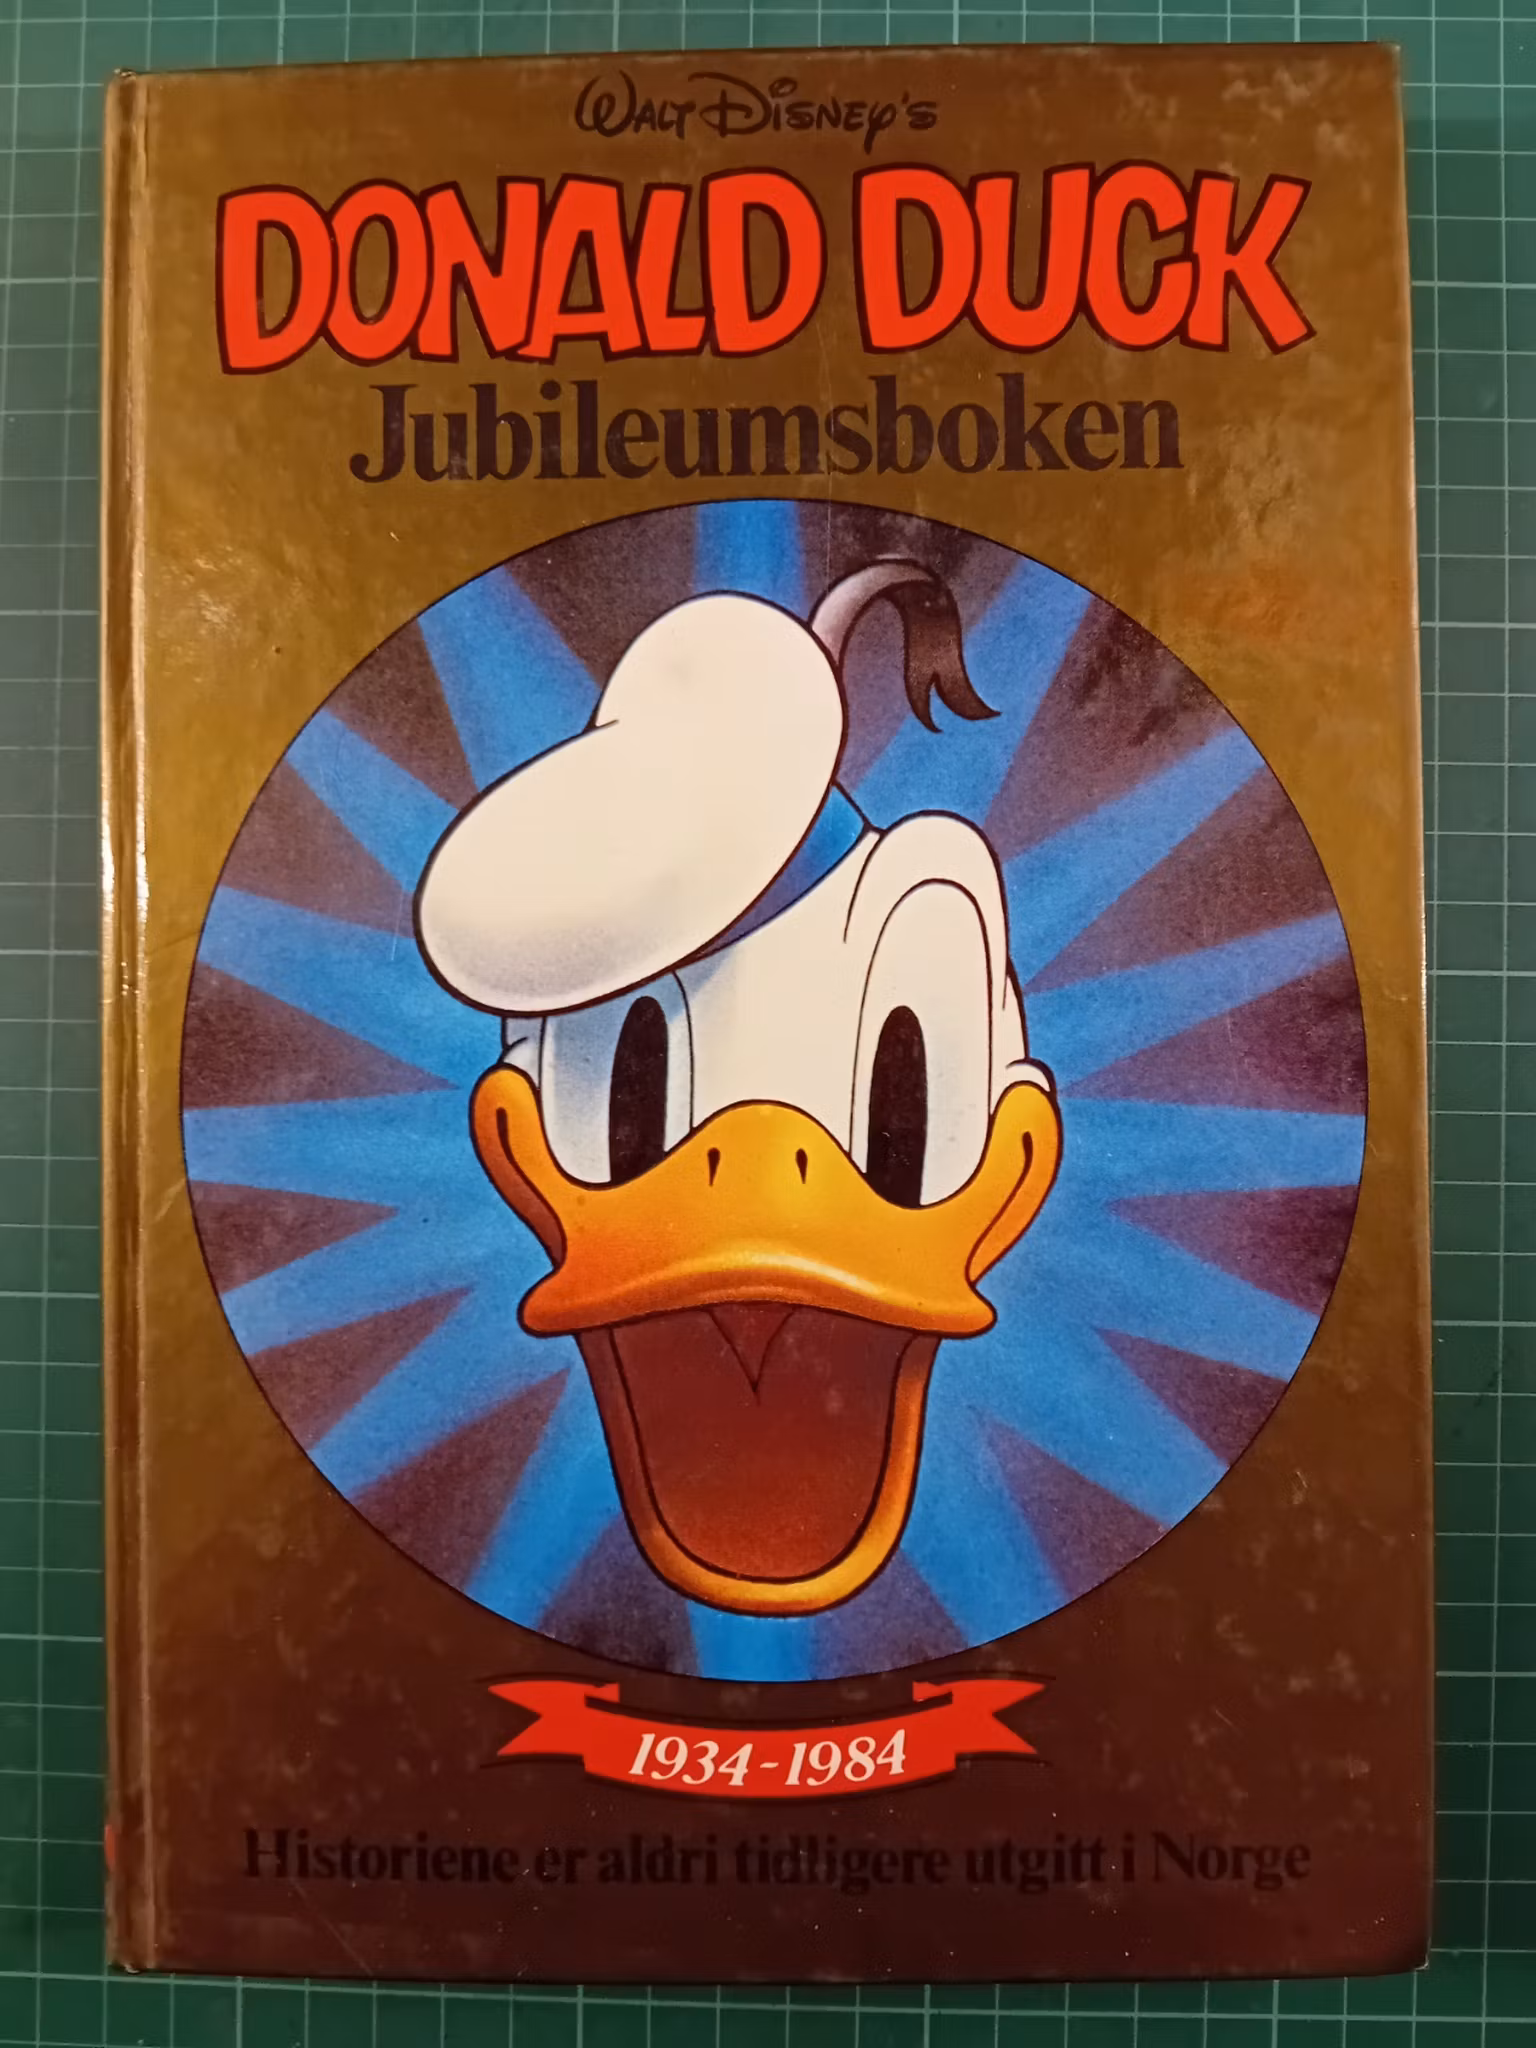 WALT DISNEY'S
DONALD DUCK
Jubileumsboken
1934-1984
Historiene er aldri tidligere utgitt i Norge